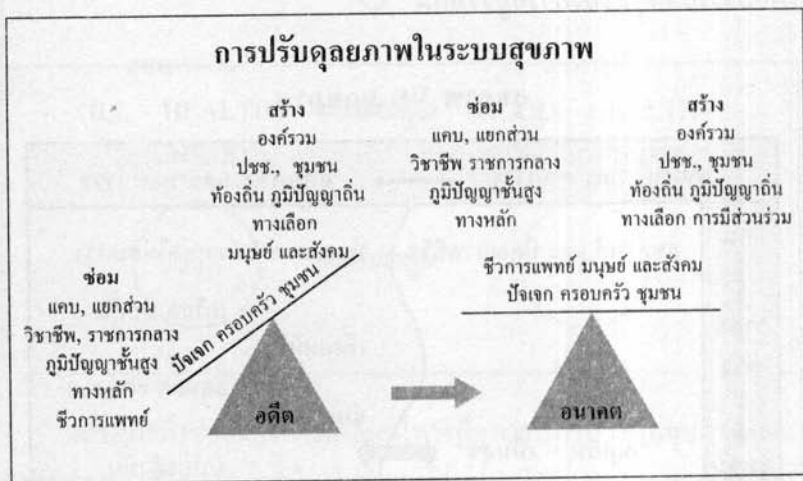 การปรับดุลยภาพในระบบสุขภาพ
สร้าง
องค์รวม
ปชช., ชุมชน
ท้องถิ่น ภูมิปัญญาถิ่น
ทางเลือก
มนุษย์ และสังคม
ซ่อม
แคบ, แยกส่วน
วิชาชีพ, ราชการกลาง
ภูมิปัญญาชั้นสูง
ทางหลัก
ชีวการแพทย์
ปัจเจก ครอบครัว ชุมชน
อดีต
ซ่อม
แคบ, แยกส่วน
วิชาชีพ ราชการกลาง
ภูมิปัญญาชั้นสูง
ทางหลัก
สร้าง
องค์รวม
ปชช., ชุมชน
ท้องถิ่น ภูมิปัญญาถิ่น
ทางเลือก การมีส่วนร่วม
ชีวการแพทย์ มนุษย์ และสังคม
ปัจเจก ครอบครัว ชุมชน
อนาคต